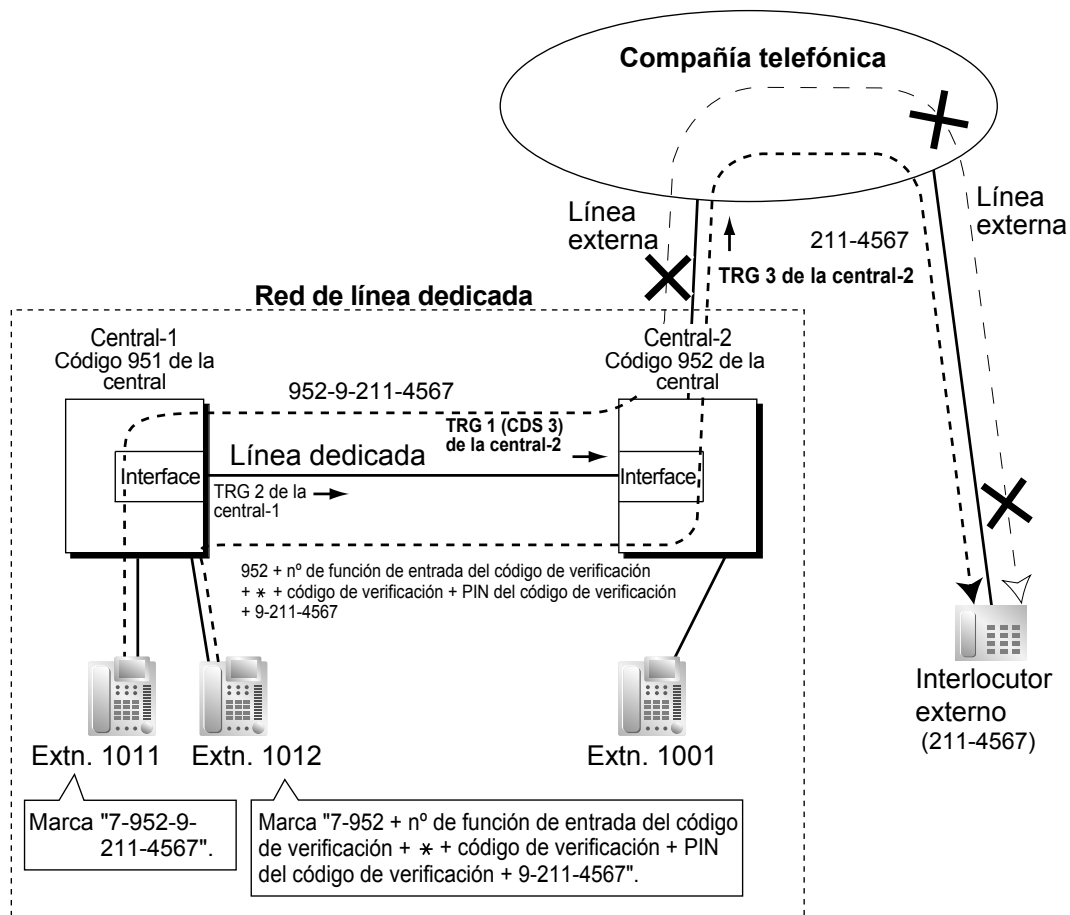 Compañía telefónica
Línea
externa
211-4567
Línea
externa
TRG 3 de la central-2
Red de línea dedicada
Central-1
Código 951 de la
central
Central-2
Código 952 de la
central
952-9-211-4567
TRG 1 (CDS 3)
de la central-2
Línea dedicada
Interface
Interface
TRG 2 de la
central-1
952 + nº de función de entrada del código de verificación
+ * + código de verificación + PIN del código de verificación
+ 9-211-4567
Extn. 1011
Extn. 1012
Extn. 1001
Interlocutor
externo
(211-4567)
Marca "7-952-9-
211-4567".
Marca "7-952 + nº de función de entrada del código
de verificación + * + código de verificación + PIN
del código de verificación + 9-211-4567".